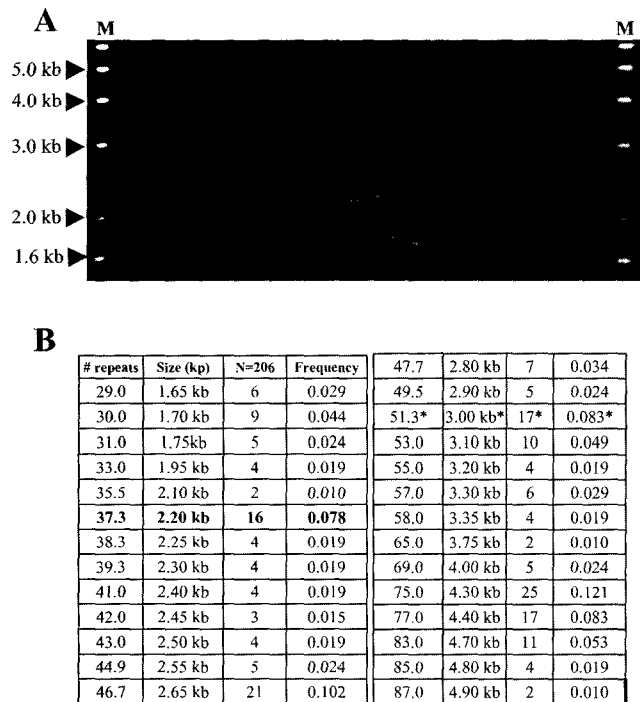 A
M M
5.0 kb
4.0 kb
3.0 kb
2.0 kb
1.6 kb
B
# repeats Size (kp) N=206 Frequency
29.0 1.65 kb 6 0.029
30.0 1.70 kb 9 0.044
31.0 1.75kb 5 0.024
33.0 1.95 kb 4 0.019
35.5 2.10 kb 2 0.010
37.3 2.20 kb 16 0.078
38.3 2.25 kb 4 0.019
39.3 2.30 kb 4 0.019
41.0 2.40 kb 4 0.019
42.0 2.45 kb 3 0.015
43.0 2.50 kb 4 0.019
44.9 2.55 kb 5 0.024
46.7 2.65 kb 21 0.102
47.7 2.80 kb 7 0.034
49.5 2.90 kb 5 0.024
51.3* 3.00 kb* 17* 0.083*
53.0 3.10 kb 10 0.049
55.0 3.20 kb 4 0.019
57.0 3.30 kb 6 0.029
58.0 3.35 kb 4 0.019
65.0 3.75 kb 2 0.010
69.0 4.00 kb 5 0.024
75.0 4.30 kb 25 0.121
77.0 4.40 kb 17 0.083
83.0 4.70 kb 11 0.053
85.0 4.80 kb 4 0.019
87.0 4.90 kb 2 0.010